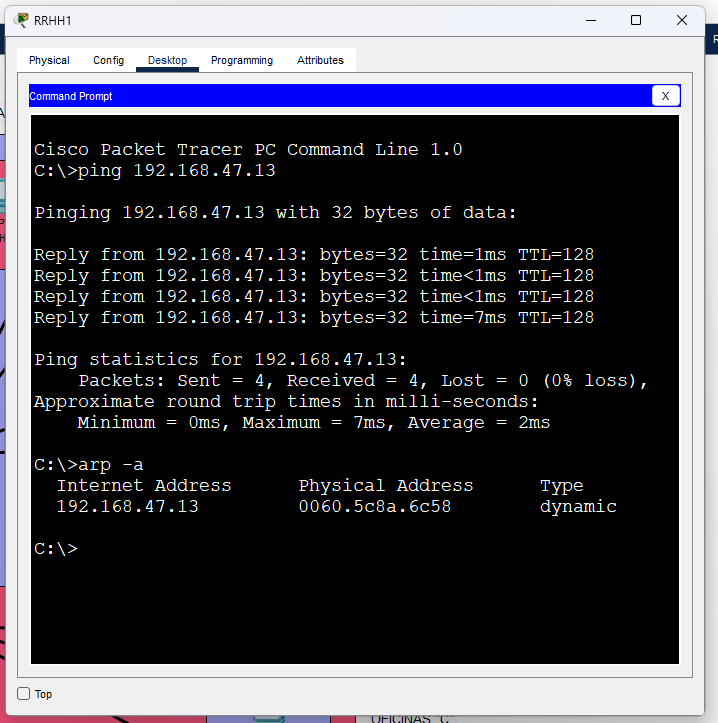 RRHH1
Physical Config Desktop Programming Attributes
Command Prompt X
Cisco Packet Tracer PC Command Line 1.0
C:\>ping 192.168.47.13
Pinging 192.168.47.13 with 32 bytes of data:
Reply from 192.168.47.13: bytes=32 time=1ms TTL=128
Reply from 192.168.47.13: bytes=32 time<1ms TTL=128
Reply from 192.168.47.13: bytes=32 time<1ms TTL=128
Reply from 192.168.47.13: bytes=32 time=7ms TTL=128
Ping statistics for 192.168.47.13:
Packets: Sent = 4, Received = 4, Lost = 0 (0% loss),
Approximate round trip times in milli-seconds:
Minimum = 0ms, Maximum = 7ms, Average = 2ms
C:\>arp -a
Internet Address Physical Address Type
192.168.47.13 0060.5c8a.6c58 dynamic
C:\>
Top
OFICINAS "C"